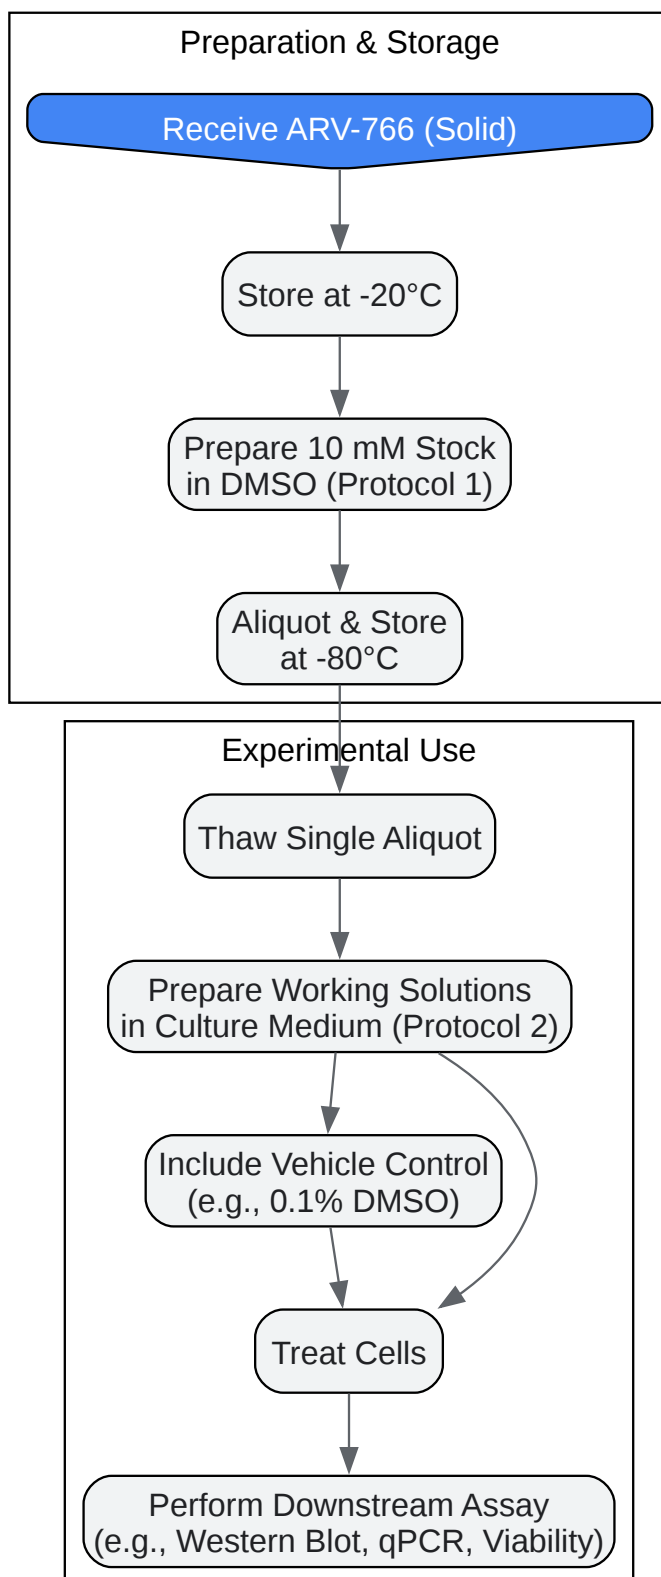 Preparation & Storage
Receive ARV-766 (Solid)
Store at -20°C
Prepare 10 mM Stock
in DMSO (Protocol 1)
Aliquot & Store
at -80°C
Experimental Use
Thaw Single Aliquot
Prepare Working Solutions
in Culture Medium (Protocol 2)
Include Vehicle Control
(e.g., 0.1% DMSO)
Treat Cells
Perform Downstream Assay
(e.g., Western Blot, qPCR, Viability)